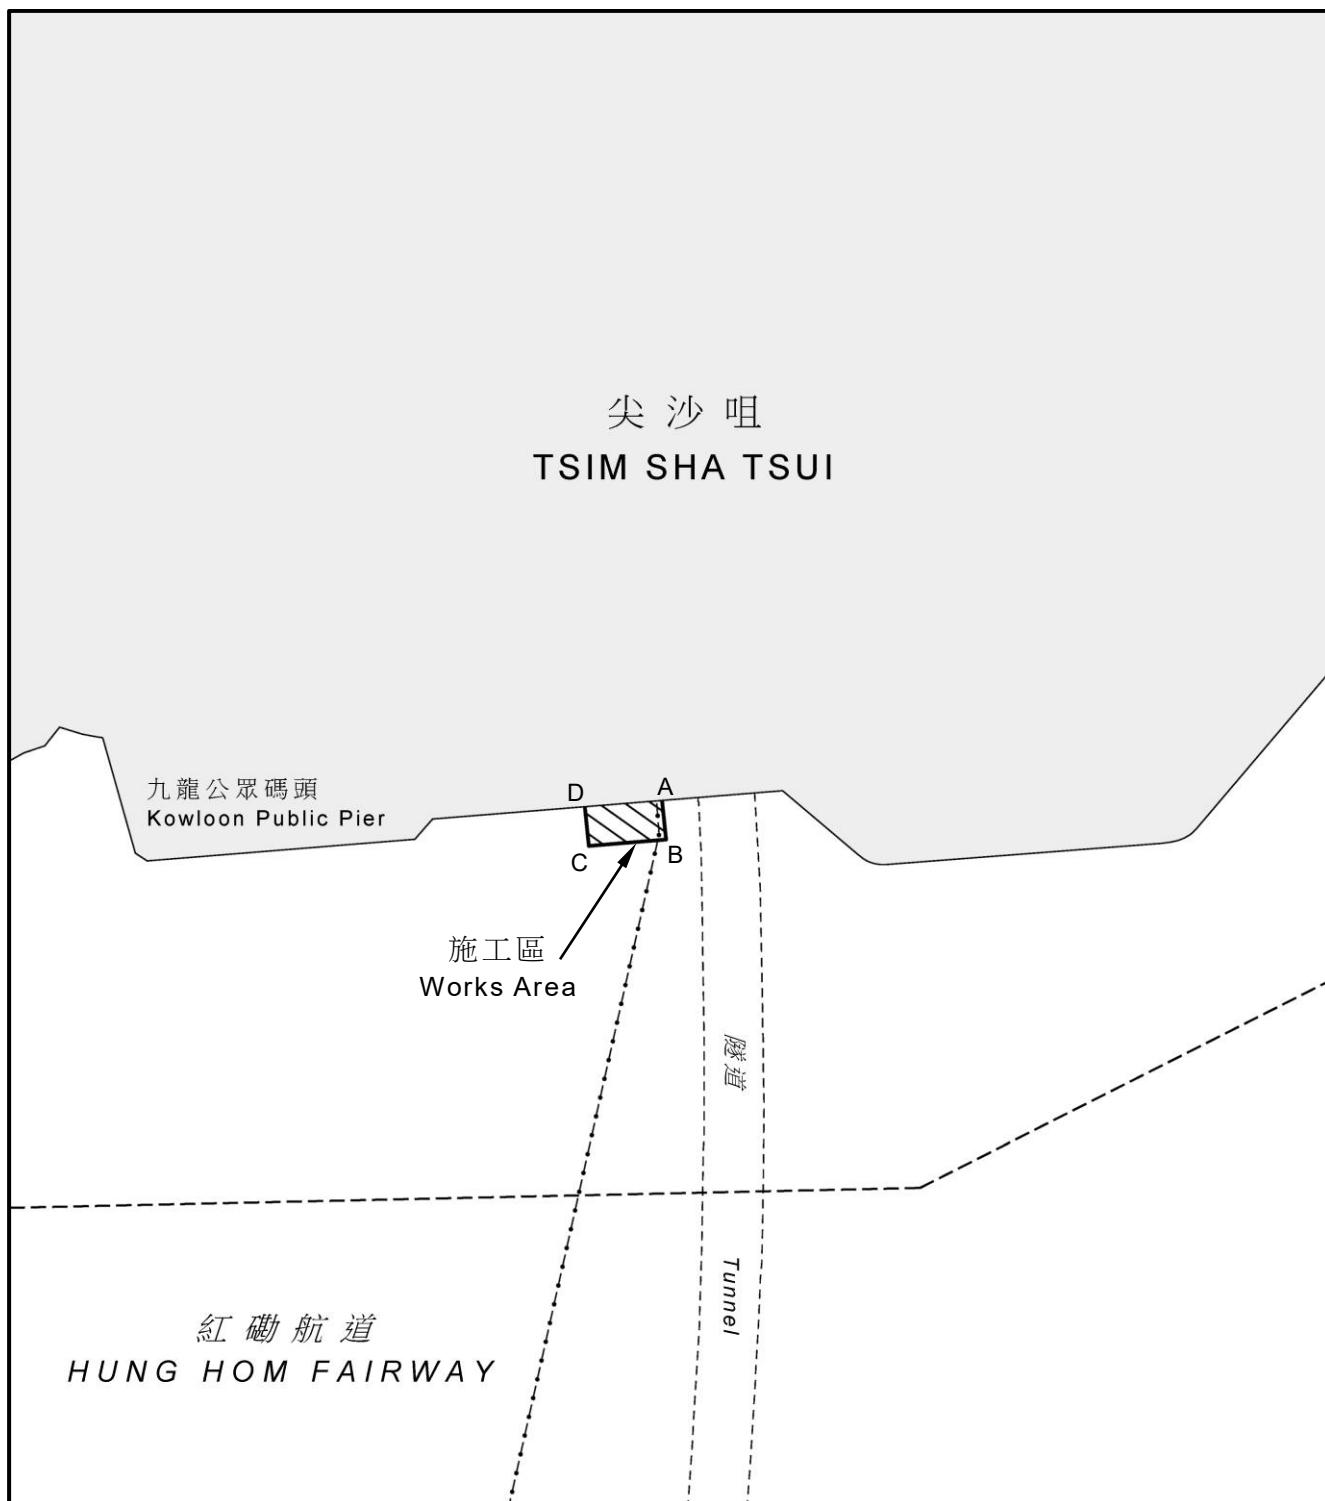 尖沙咀
TSIM SHA TSUI
九龍公眾碼頭
Kowloon Public Pier
D
A
C
B
施工區
Works Area
隧道
Tunnel
紅磡航道
HUNG HOM FAIRWAY